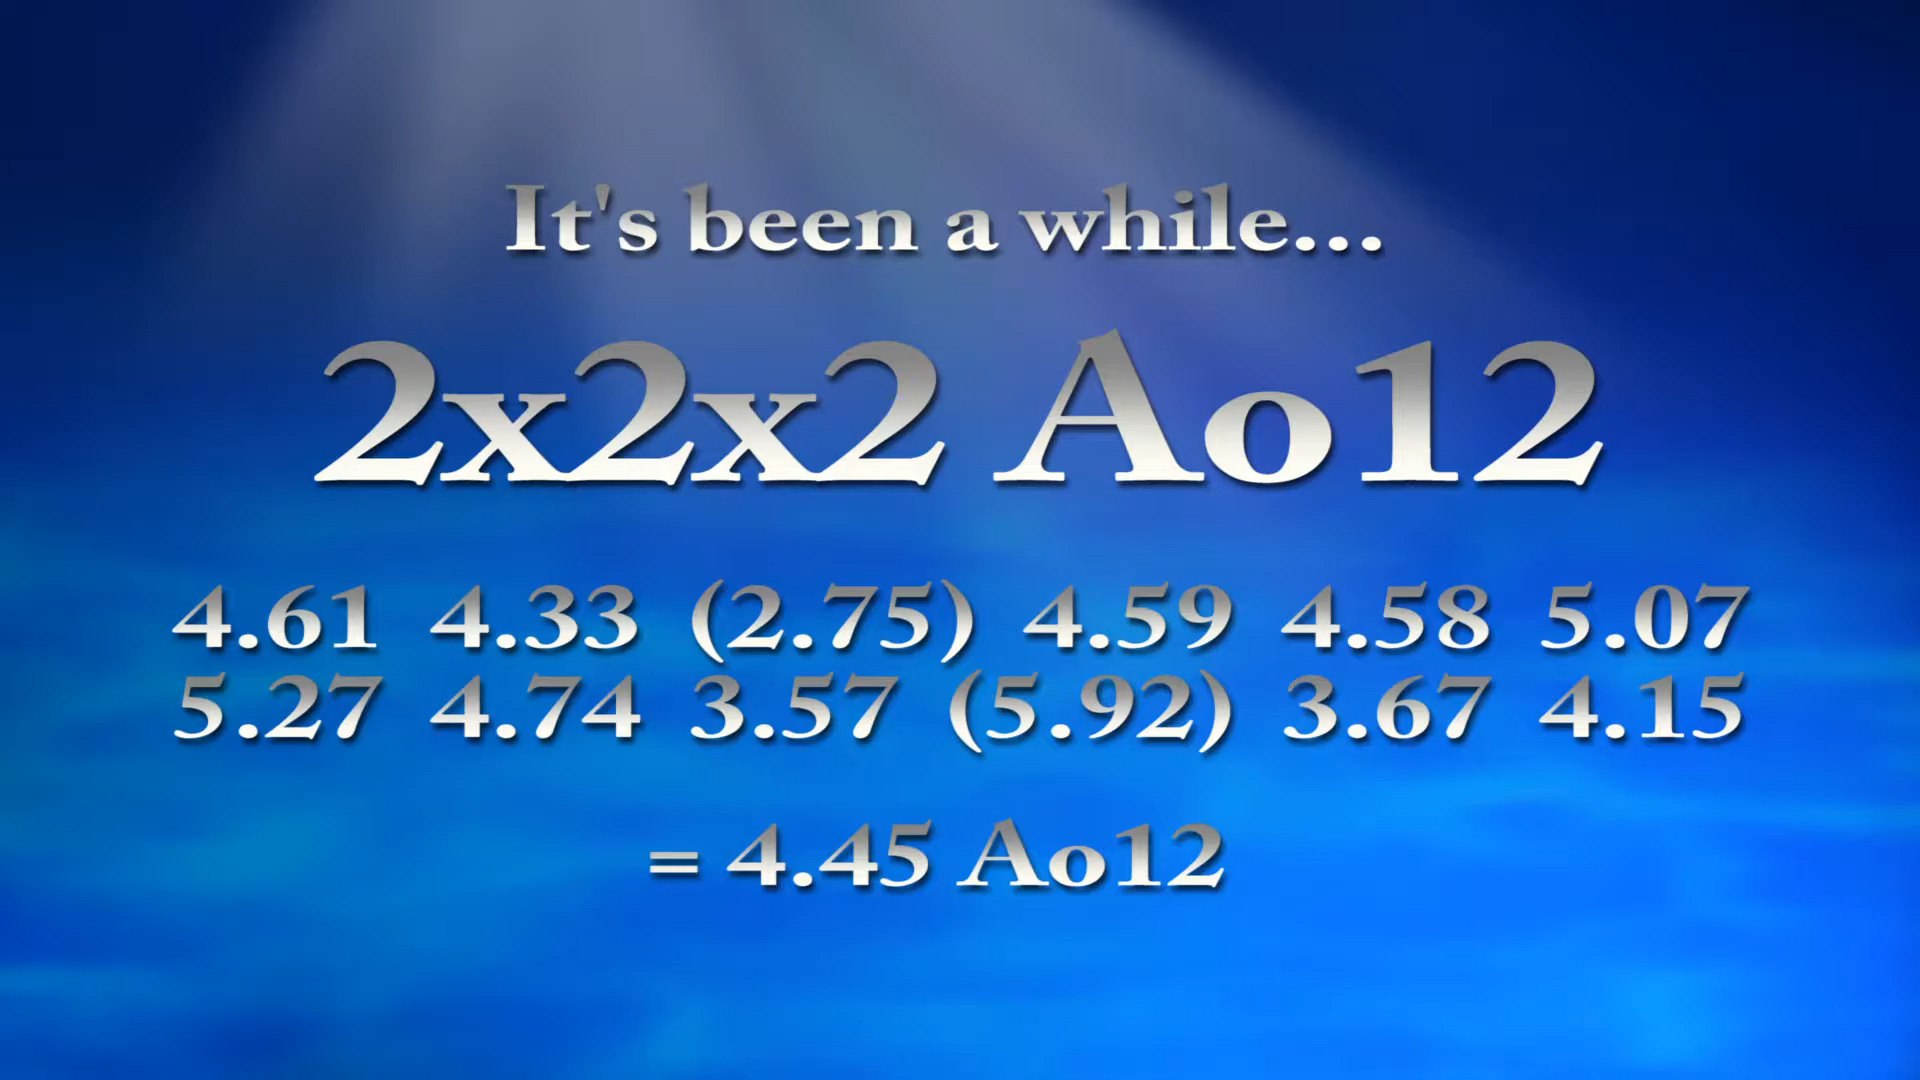 It's been a while...
2x2x2 Ao12
4.61 4.33 (2.75) 4.59 4.58 5.07
5.27 4.74 3.57 (5.92) 3.67 4.15
= 4.45 Ao12